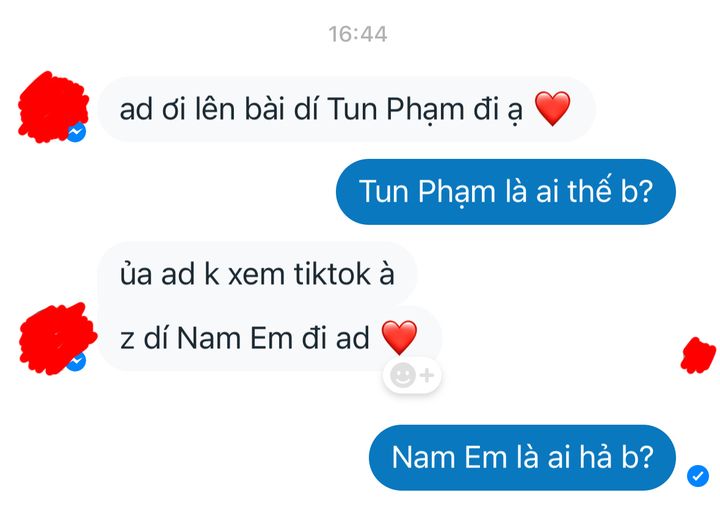 16:44
ad ơi lên bài dí Tun Phạm đi ạ ❤️
Tun Phạm là ai thế b?
ủa ad k xem tiktok à
z dí Nam Em đi ad ❤️
Nam Em là ai hả b?